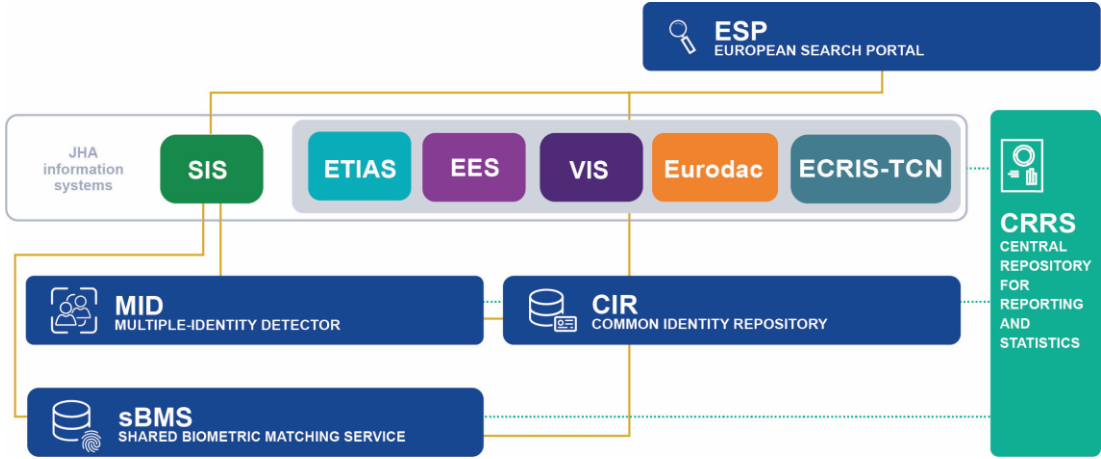 ESP
EUROPEAN SEARCH PORTAL
JHA
information
systems
SIS
ETIAS
EES
VIS
Eurodac
ECRIS-TCN
CRRS
CENTRAL
REPOSITORY
FOR
REPORTING
AND
STATISTICS
MID
MULTIPLE-IDENTITY DETECTOR
CIR
COMMON IDENTITY REPOSITORY
sBMS
SHARED BIOMETRIC MATCHING SERVICE